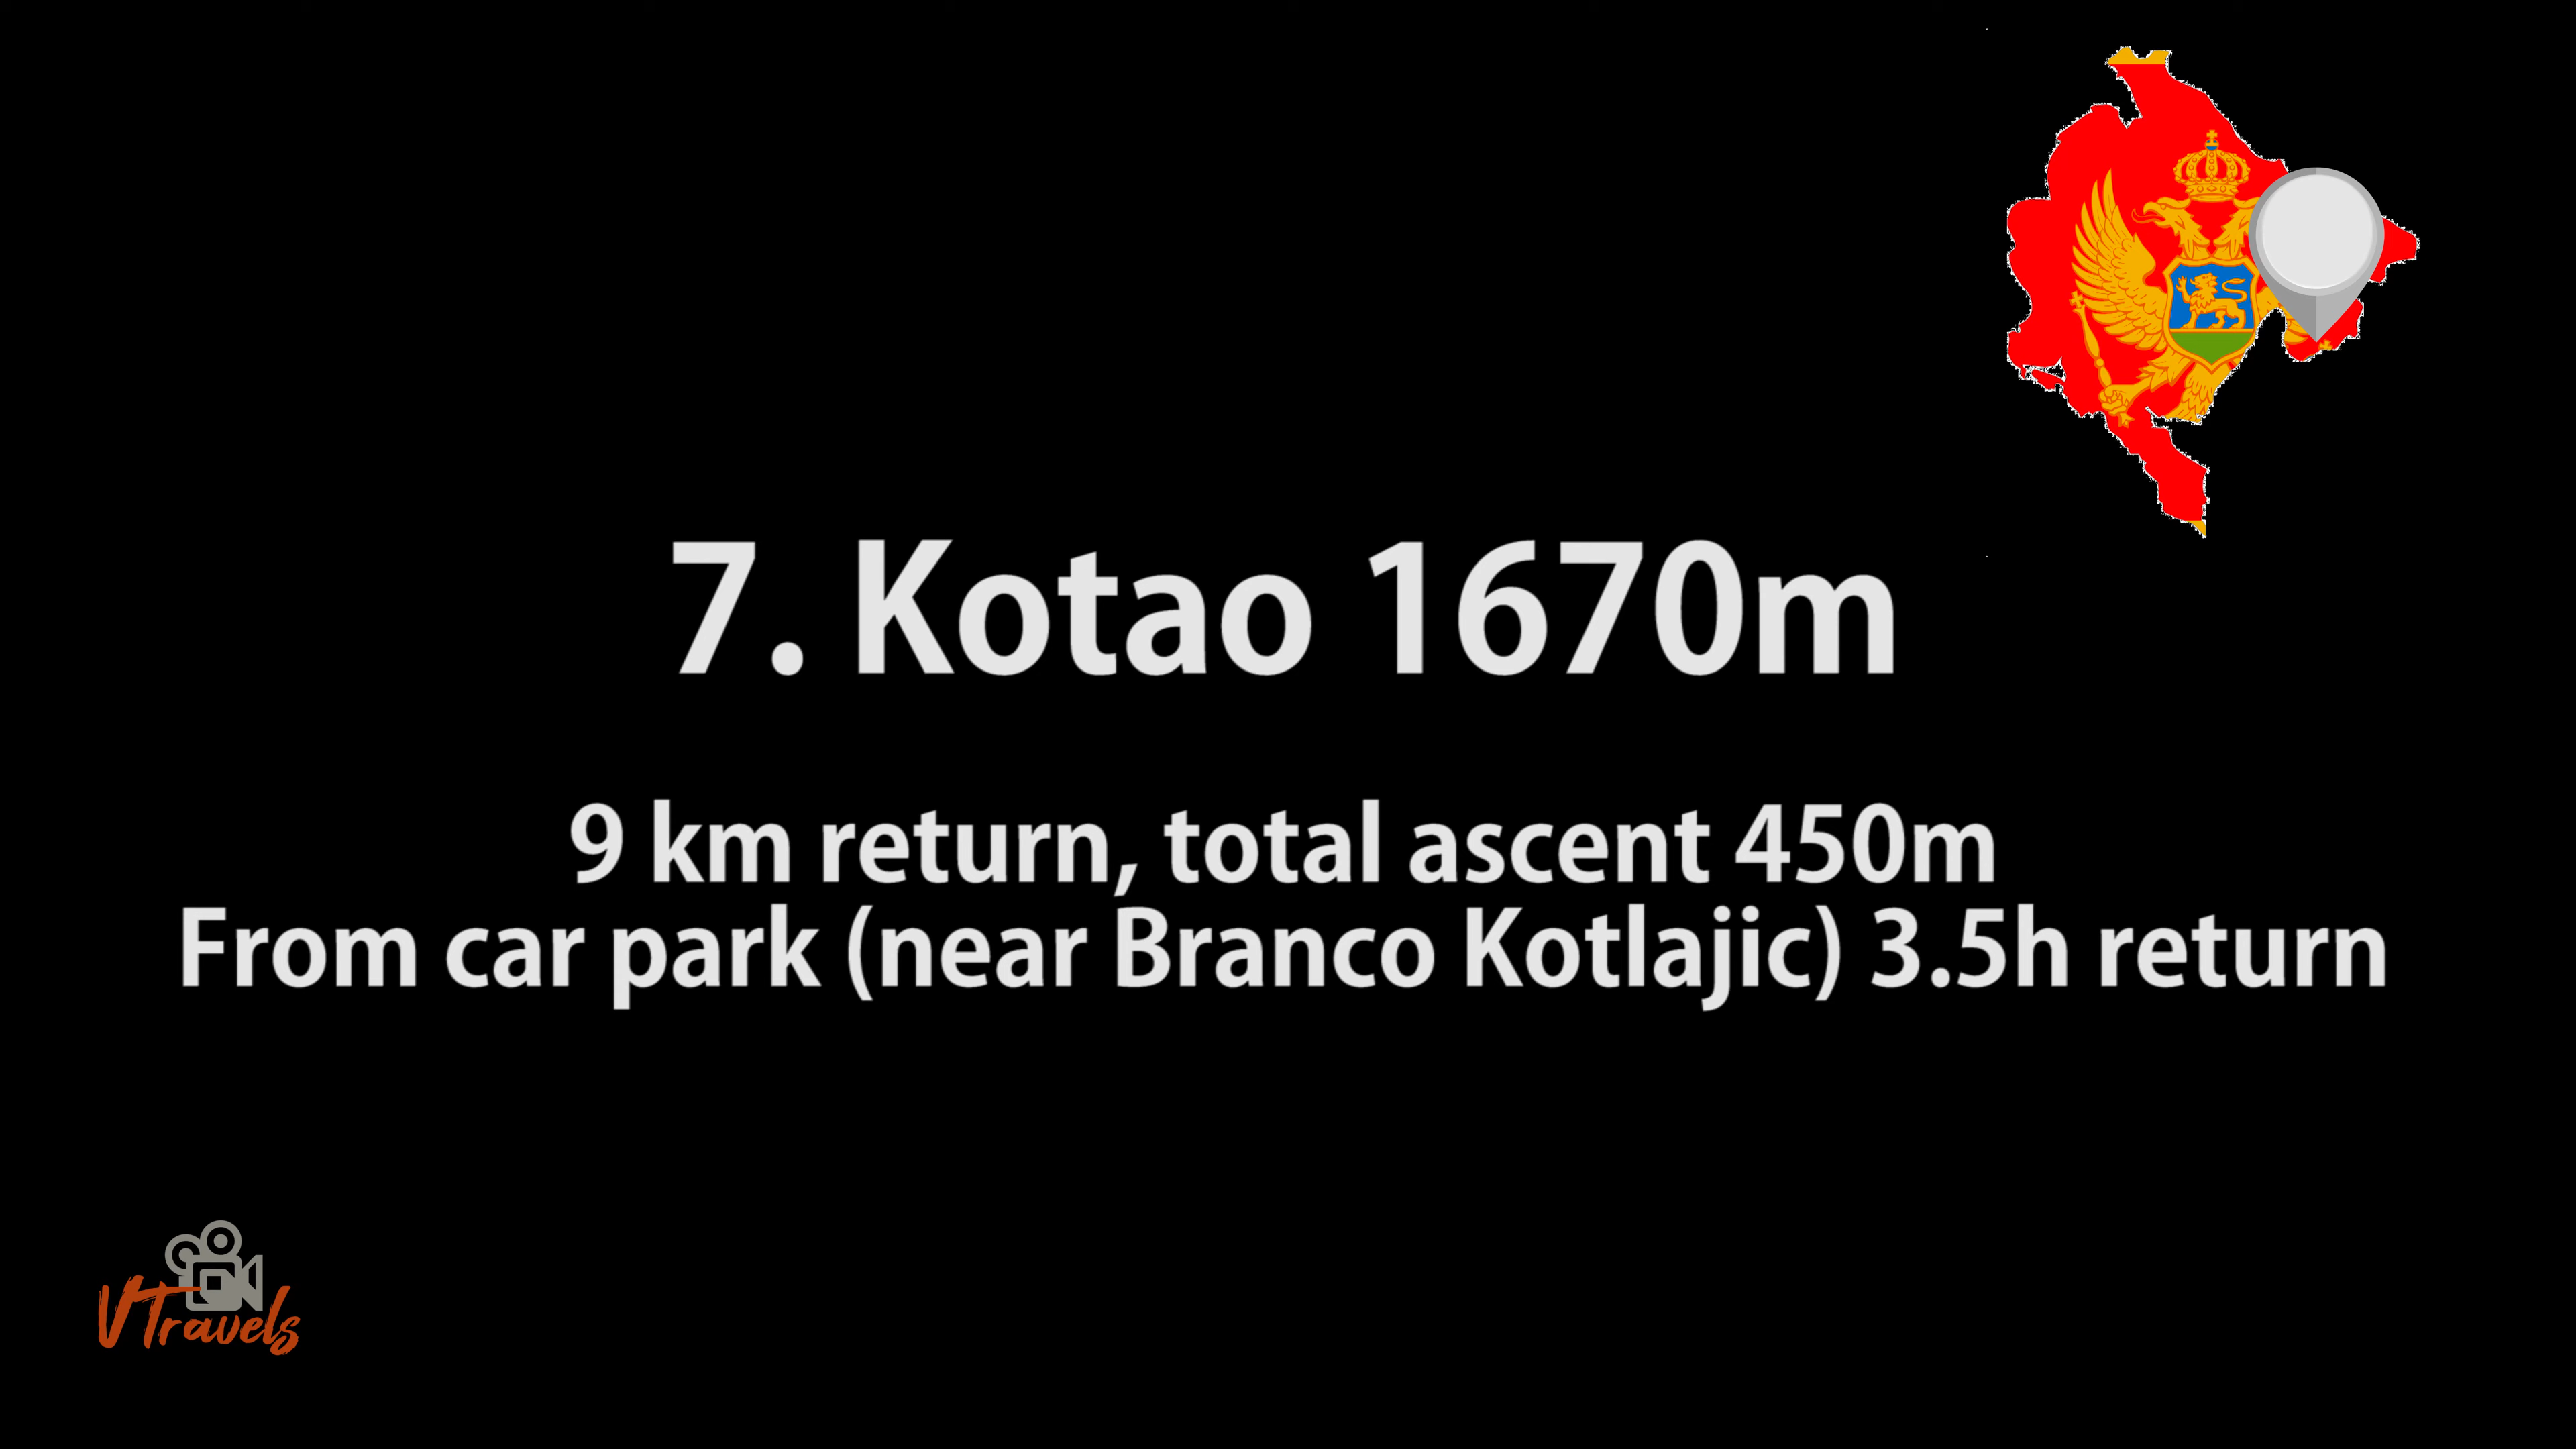 7. Kotao 1670m
9 km return, total ascent 450m
From car park (near Branco Kotlajic) 3.5h return
VTravels